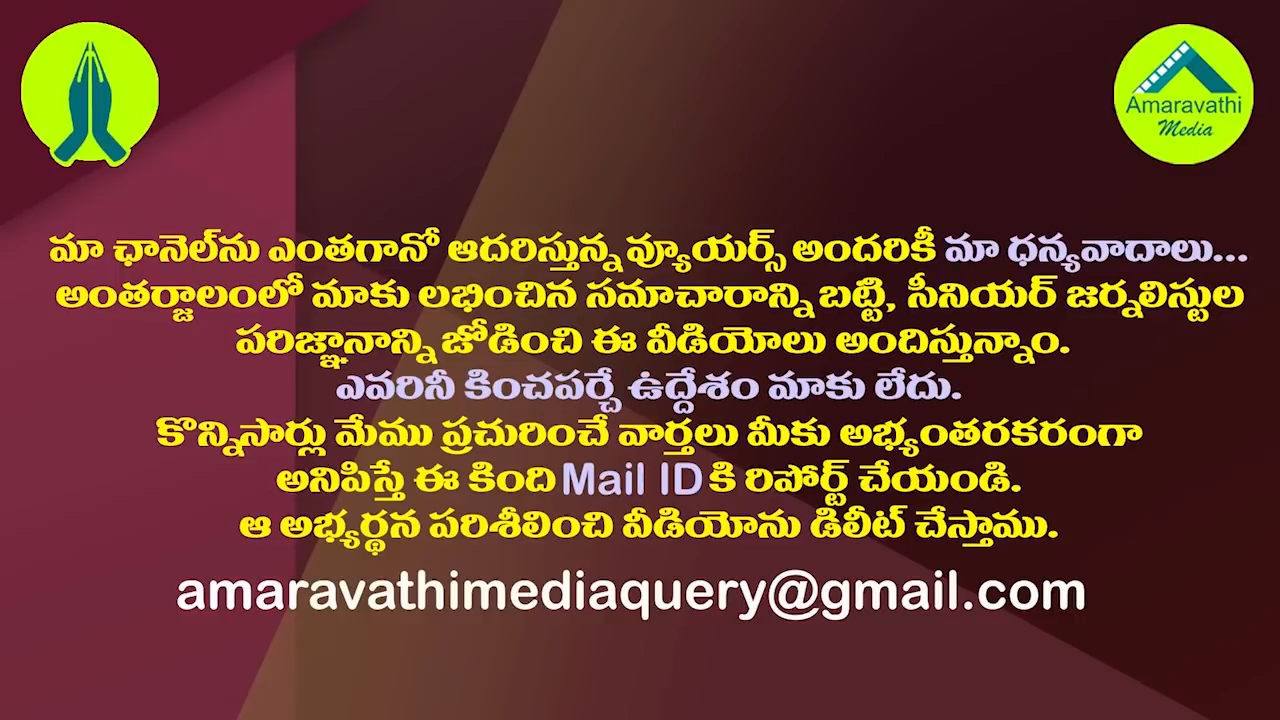 Amaravathi
Media
మా ఛానెల్‌ను ఎంతగానో ఆదరిస్తున్న వ్యూయర్స్ అందరికీ మా ధన్యవాదాలు...
అంతర్జాలంలో మాకు లభించిన సమాచారాన్ని బట్టి, సీనియర్ జర్నలిస్టుల
పరిజ్ఞానాన్ని జోడించి ఈ వీడియోలు అందిస్తున్నాం.
ఎవరినీ కించపర్చే ఉద్దేశం మాకు లేదు.
కొన్నిసార్లు మేము ప్రచురించే వార్తలు మీకు అభ్యంతరకరంగా
అనిపిస్తే ఈ కింది Mail ID కి రిపోర్ట్ చేయండి.
ఆ అభ్యర్థన పరిశీలించి వీడియోను డిలీట్ చేస్తాము.
amaravathimediaquery@gmail.com